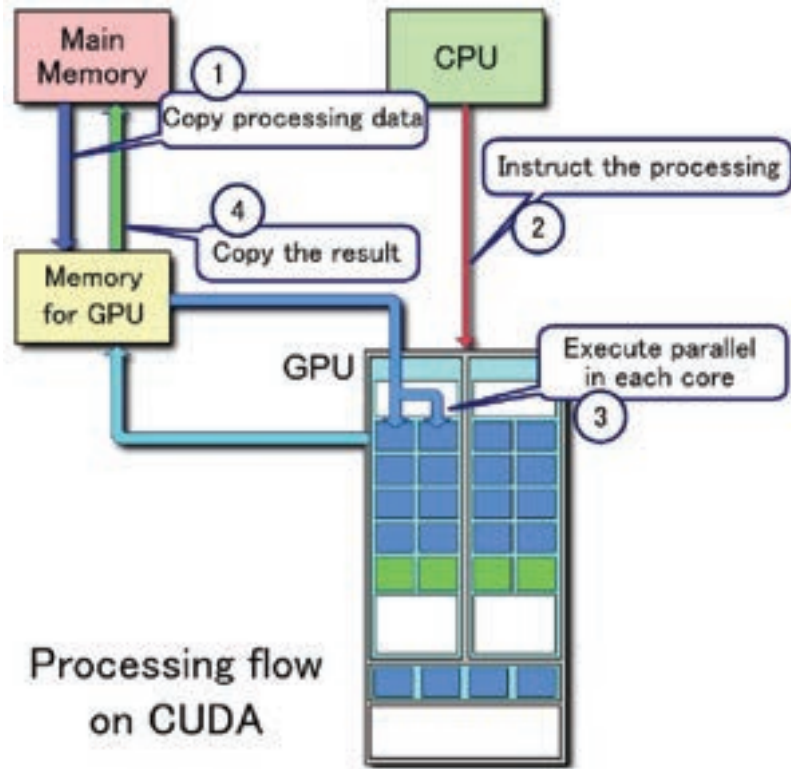 Main
Memory
CPU
1
Copy processing data
Instruct the processing
2
4
Copy the result
Memory
for GPU
GPU
Execute parallel
in each core
3
Processing flow
on CUDA